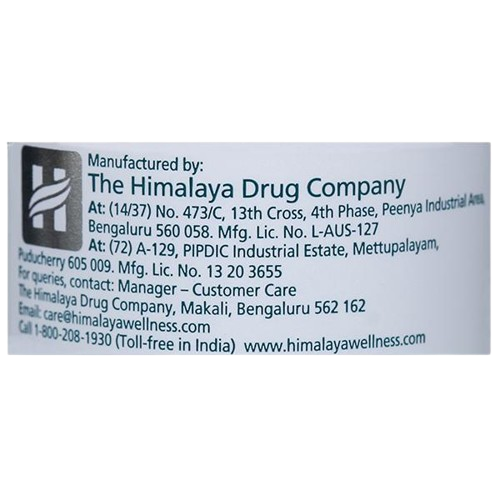 Manufactured by:
The Himalaya Drug Company
At: (14/37) No. 473/C, 13th Cross, 4th Phase, Peenya Industrial Area,
Bengaluru 560 058. Mfg. Lic. No. L-AUS-127
At: (72) A-129, PIPDIC Industrial Estate, Mettupalayam,
Puducherry 605 009. Mfg. Lic. No. 13 20 3655
For queries, contact: Manager – Customer Care
The Himalaya Drug Company, Makali, Bengaluru 562 162
Email: care@himalayawellness.com
Call 1-800-208-1930 (Toll-free in India) www.himalayawellness.com